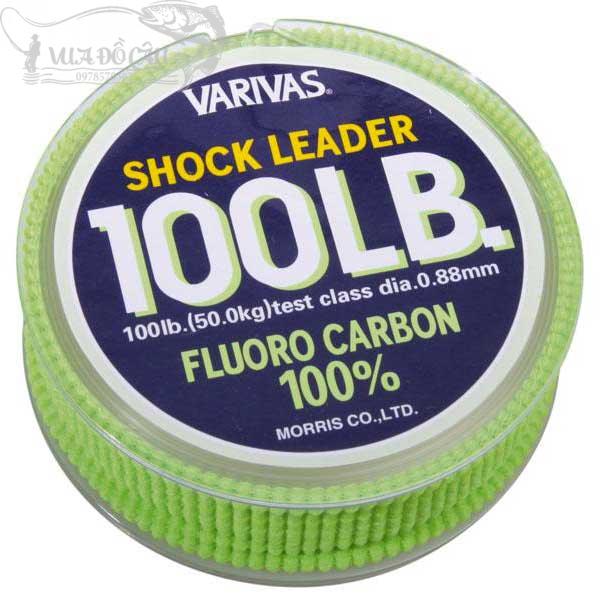 VUA ĐỒ CÂU
VARIVAS®
SHOCK LEADER
100LB.
100lb.(50.0kg)test class dia.0.88mm
FLUORO CARBON
100%
MORRIS CO.,LTD.